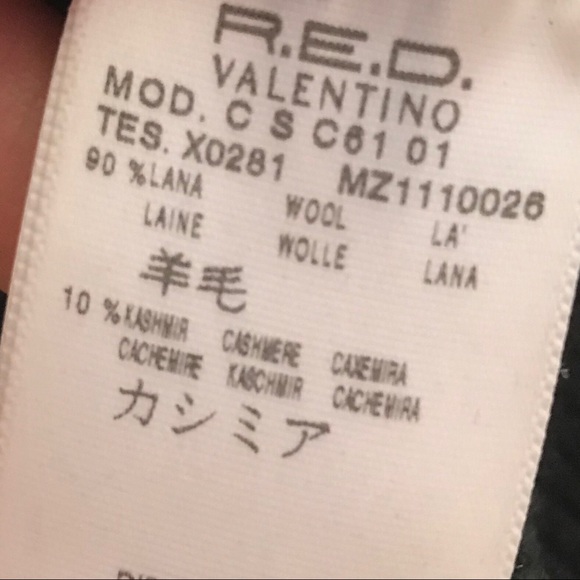 R.E.D.
VALENTINO
MOD. C S C61 01
TES. X0281 MZ1110026
90 % LANA WOOL LA'
LAINE WOLLE LANA
羊毛
10 % KASHMIR CASHMERE CAXEMIRA
CACHEMIRE KASCHMIR CACHEMIRA
カシミア